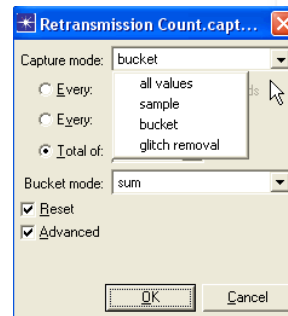 Retransmission Count.capt...
Capture mode: bucket
all values
Every:
sample
Every:
bucket
Total of:
glitch removal
Bucket mode: sum
Reset
Advanced
OK Cancel